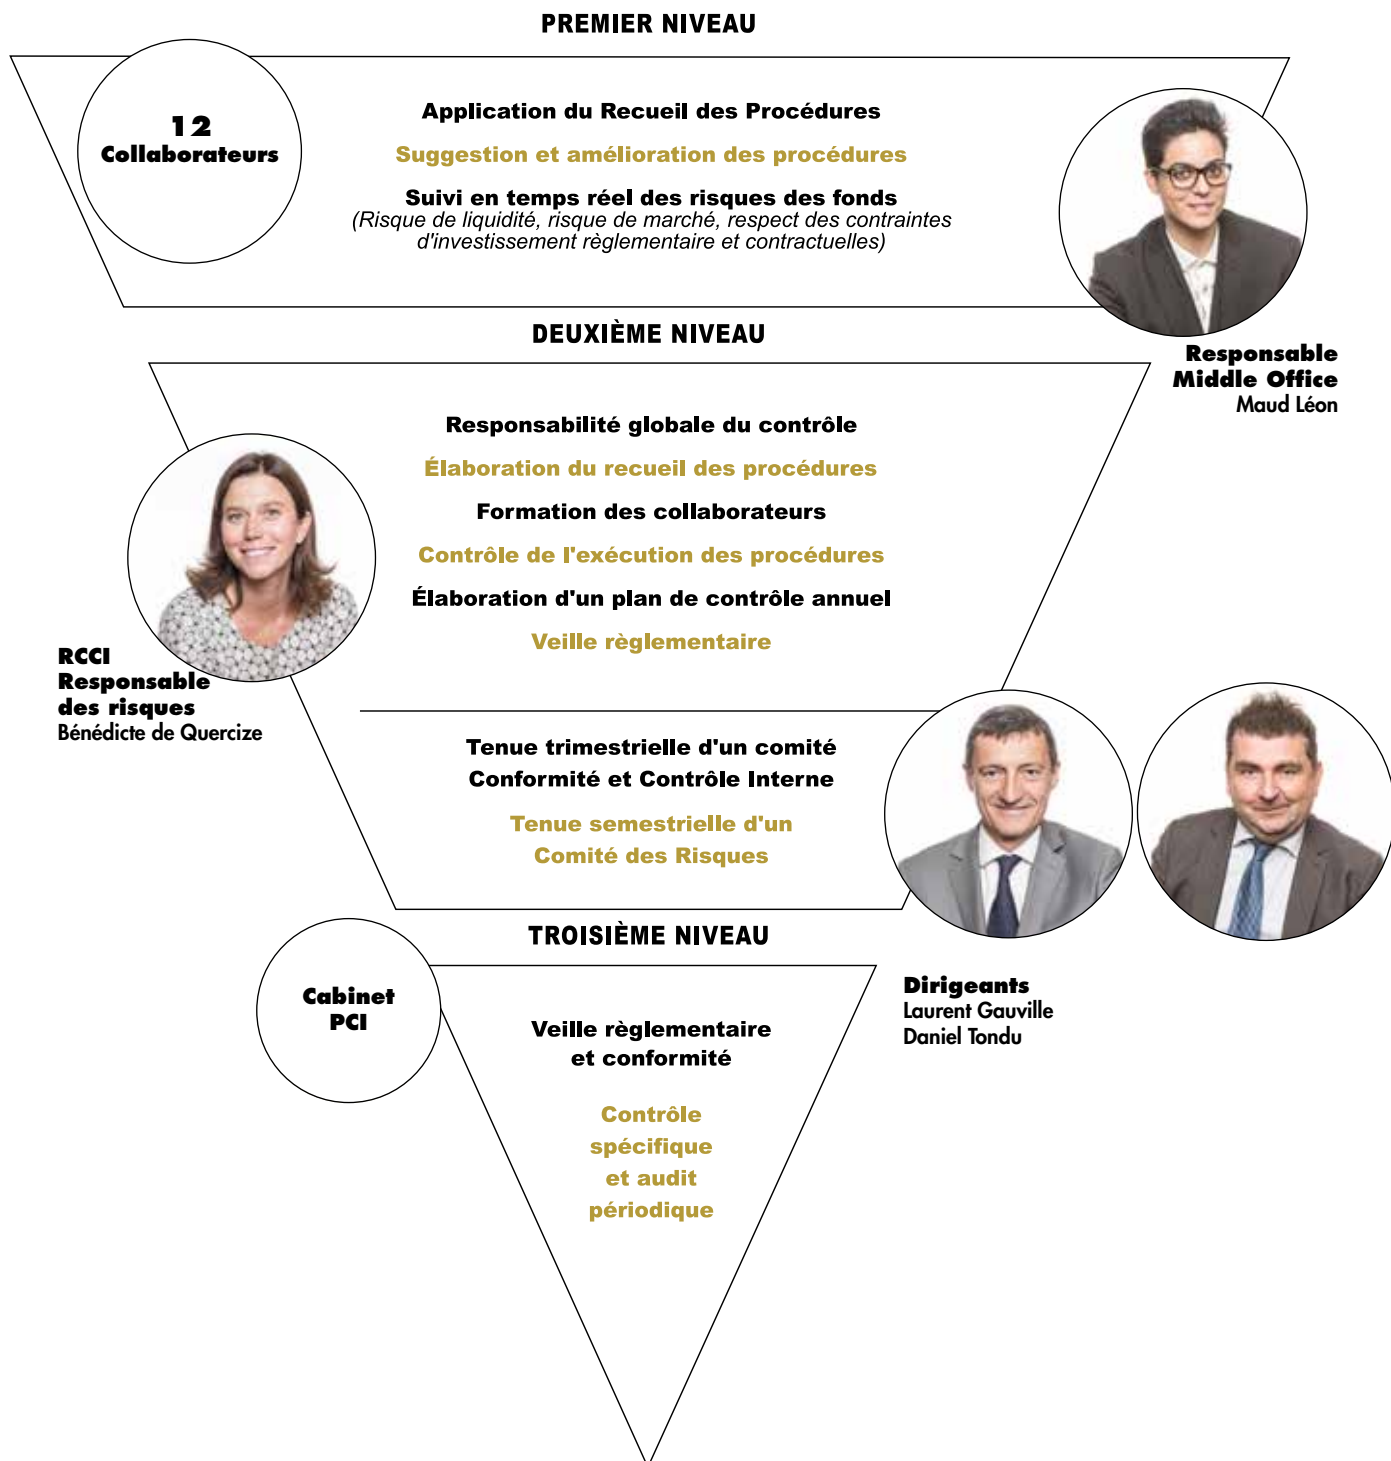 PREMIER NIVEAU
12
Collaborateurs
Application du Recueil des Procédures
Suggestion et amélioration des procédures
Suivi en temps réel des risques des fonds
(Risque de liquidité, risque de marché, respect des contraintes
d'investissement règlementaire et contractuelles)
Responsable
Middle Office
Maud Léon
DEUXIÈME NIVEAU
Responsabilité globale du contrôle
Élaboration du recueil des procédures
Formation des collaborateurs
Contrôle de l'exécution des procédures
Élaboration d'un plan de contrôle annuel
Veille règlementaire
RCCI
Responsable
des risques
Bénédicte de Quercize
Tenue trimestrielle d'un comité
Conformité et Contrôle Interne
Tenue semestrielle d'un
Comité des Risques
Dirigeants
Laurent Gauville
Daniel Tondu
TROISIÈME NIVEAU
Cabinet
PCI
Veille règlementaire
et conformité
Contrôle
spécifique
et audit
périodique